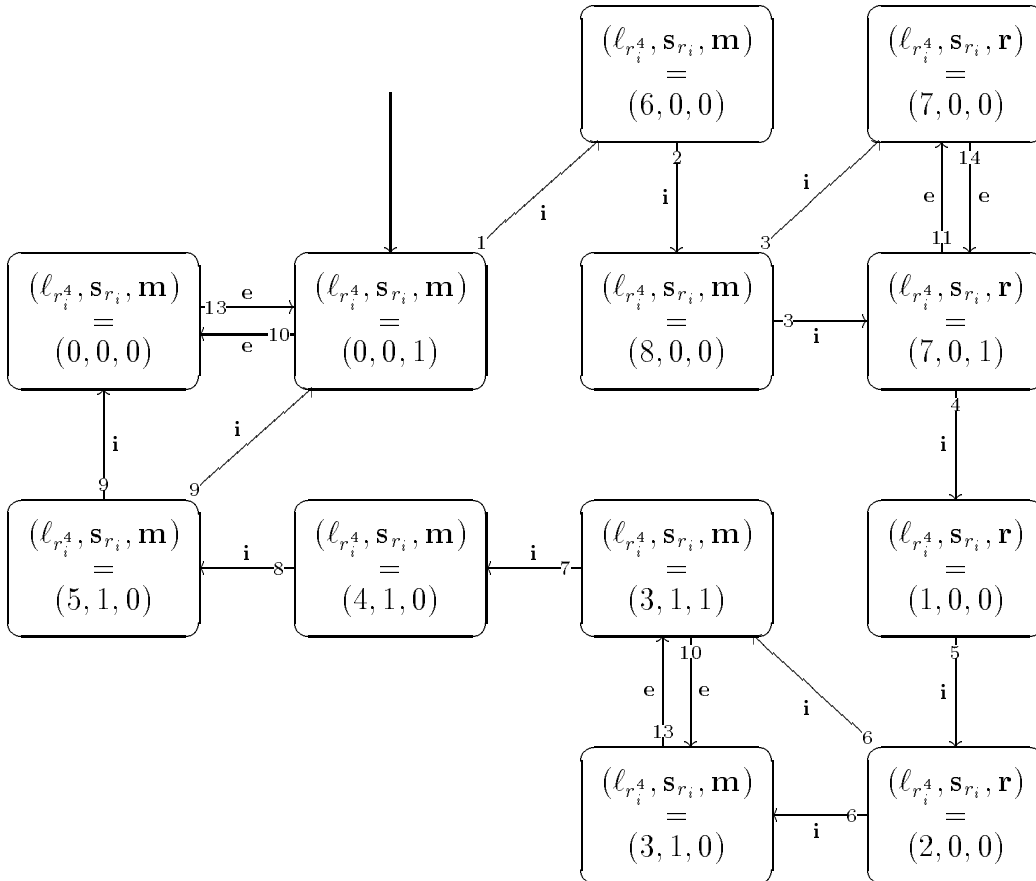 (ℓ_{r_i^4}, s_{r_i}, m)
=
(6, 0, 0)
(ℓ_{r_i^4}, s_{r_i}, r)
=
(7, 0, 0)
2
14
i
i
i
e
e
1
3
11
(ℓ_{r_i^4}, s_{r_i}, m)
=
(0, 0, 0)
13
e
10
e
(ℓ_{r_i^4}, s_{r_i}, m)
=
(0, 0, 1)
(ℓ_{r_i^4}, s_{r_i}, m)
=
(8, 0, 0)
3
i
(ℓ_{r_i^4}, s_{r_i}, r)
=
(7, 0, 1)
4
i
i
i
9
9
(ℓ_{r_i^4}, s_{r_i}, m)
=
(5, 1, 0)
i
8
(ℓ_{r_i^4}, s_{r_i}, m)
=
(4, 1, 0)
i
7
(ℓ_{r_i^4}, s_{r_i}, m)
=
(3, 1, 1)
(ℓ_{r_i^4}, s_{r_i}, r)
=
(1, 0, 0)
10
5
e
e
i
i
13
6
(ℓ_{r_i^4}, s_{r_i}, m)
=
(3, 1, 0)
6
i
(ℓ_{r_i^4}, s_{r_i}, r)
=
(2, 0, 0)